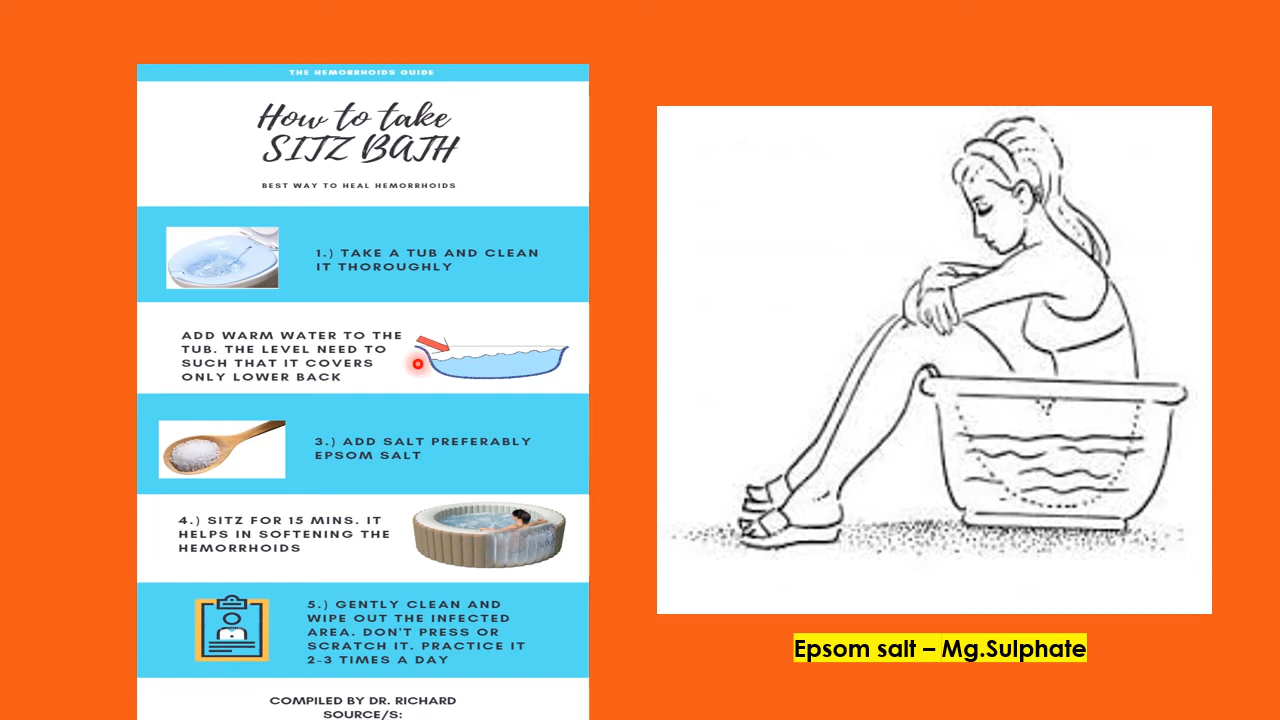 THE HEMORRHOIDS GUIDE
How to take
SITZ BATH
BEST WAY TO HEAL HEMORRHOIDS
1.) TAKE A TUB AND CLEAN
IT THOROUGHLY
ADD WARM WATER TO THE
TUB. THE LEVEL NEED TO
SUCH THAT IT COVERS
ONLY LOWER BACK
3.) ADD SALT PREFERABLY
EPSOM SALT
4.) SITZ FOR 15 MINS. IT
HELPS IN SOFTENING THE
HEMORRHOIDS
5.) GENTLY CLEAN AND
WIPE OUT THE INFECTED
AREA. DON'T PRESS OR
SCRATCH IT. PRACTICE IT
2-3 TIMES A DAY
COMPILED BY DR. RICHARD
SOURCE/S:
Epsom salt – Mg.Sulphate